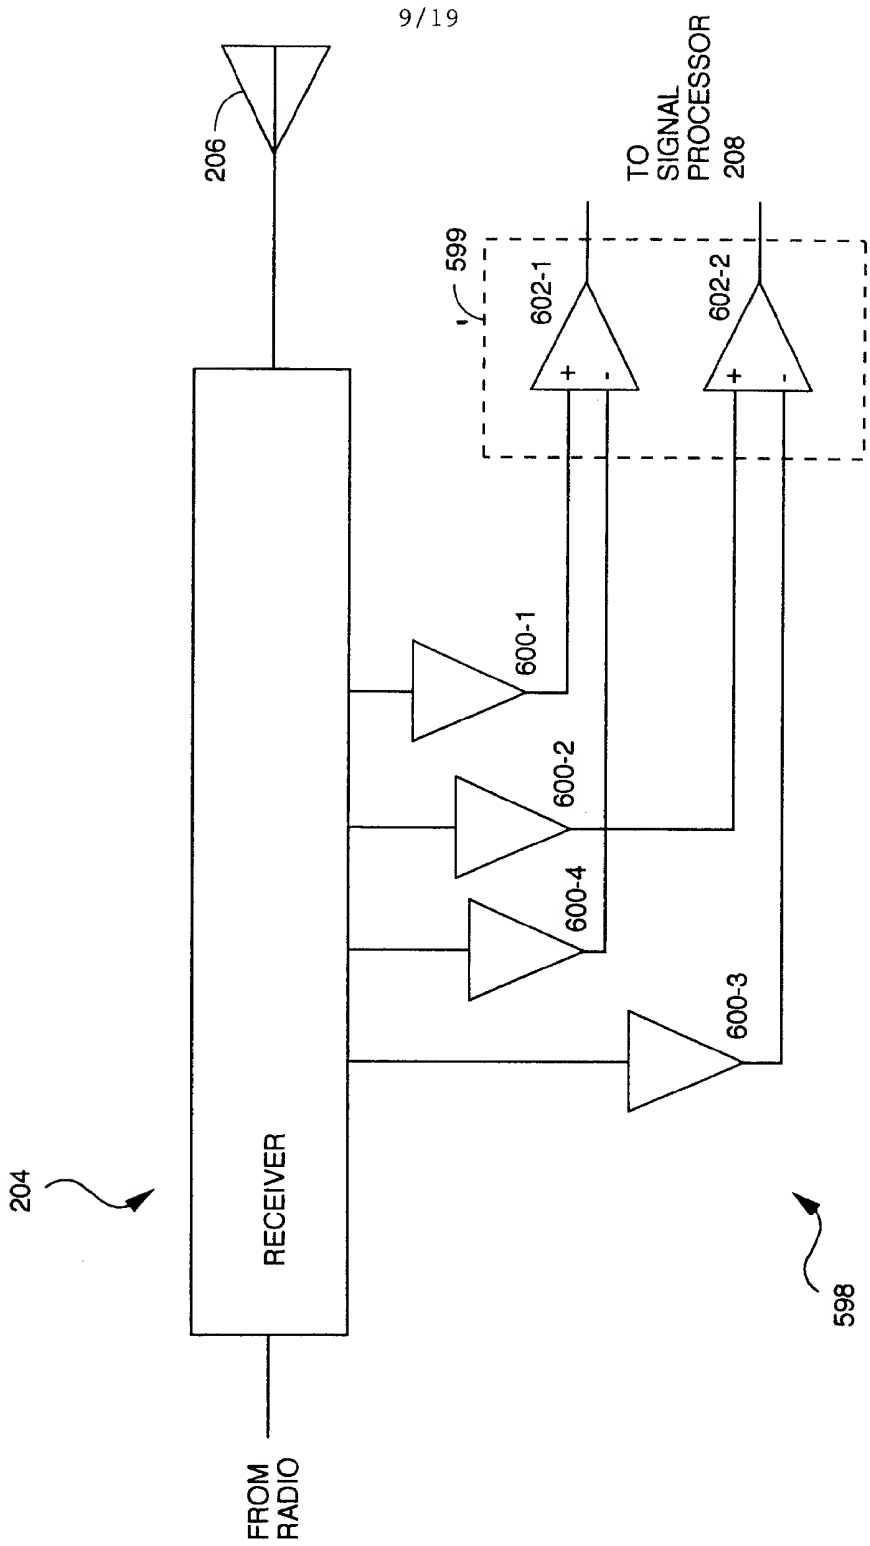 9/19
206
TO
SIGNAL
PROCESSOR
208
599
602-1
+
-
602-2
+
-
600-1
600-2
600-4
600-3
204
RECEIVER
598
FROM
RADIO